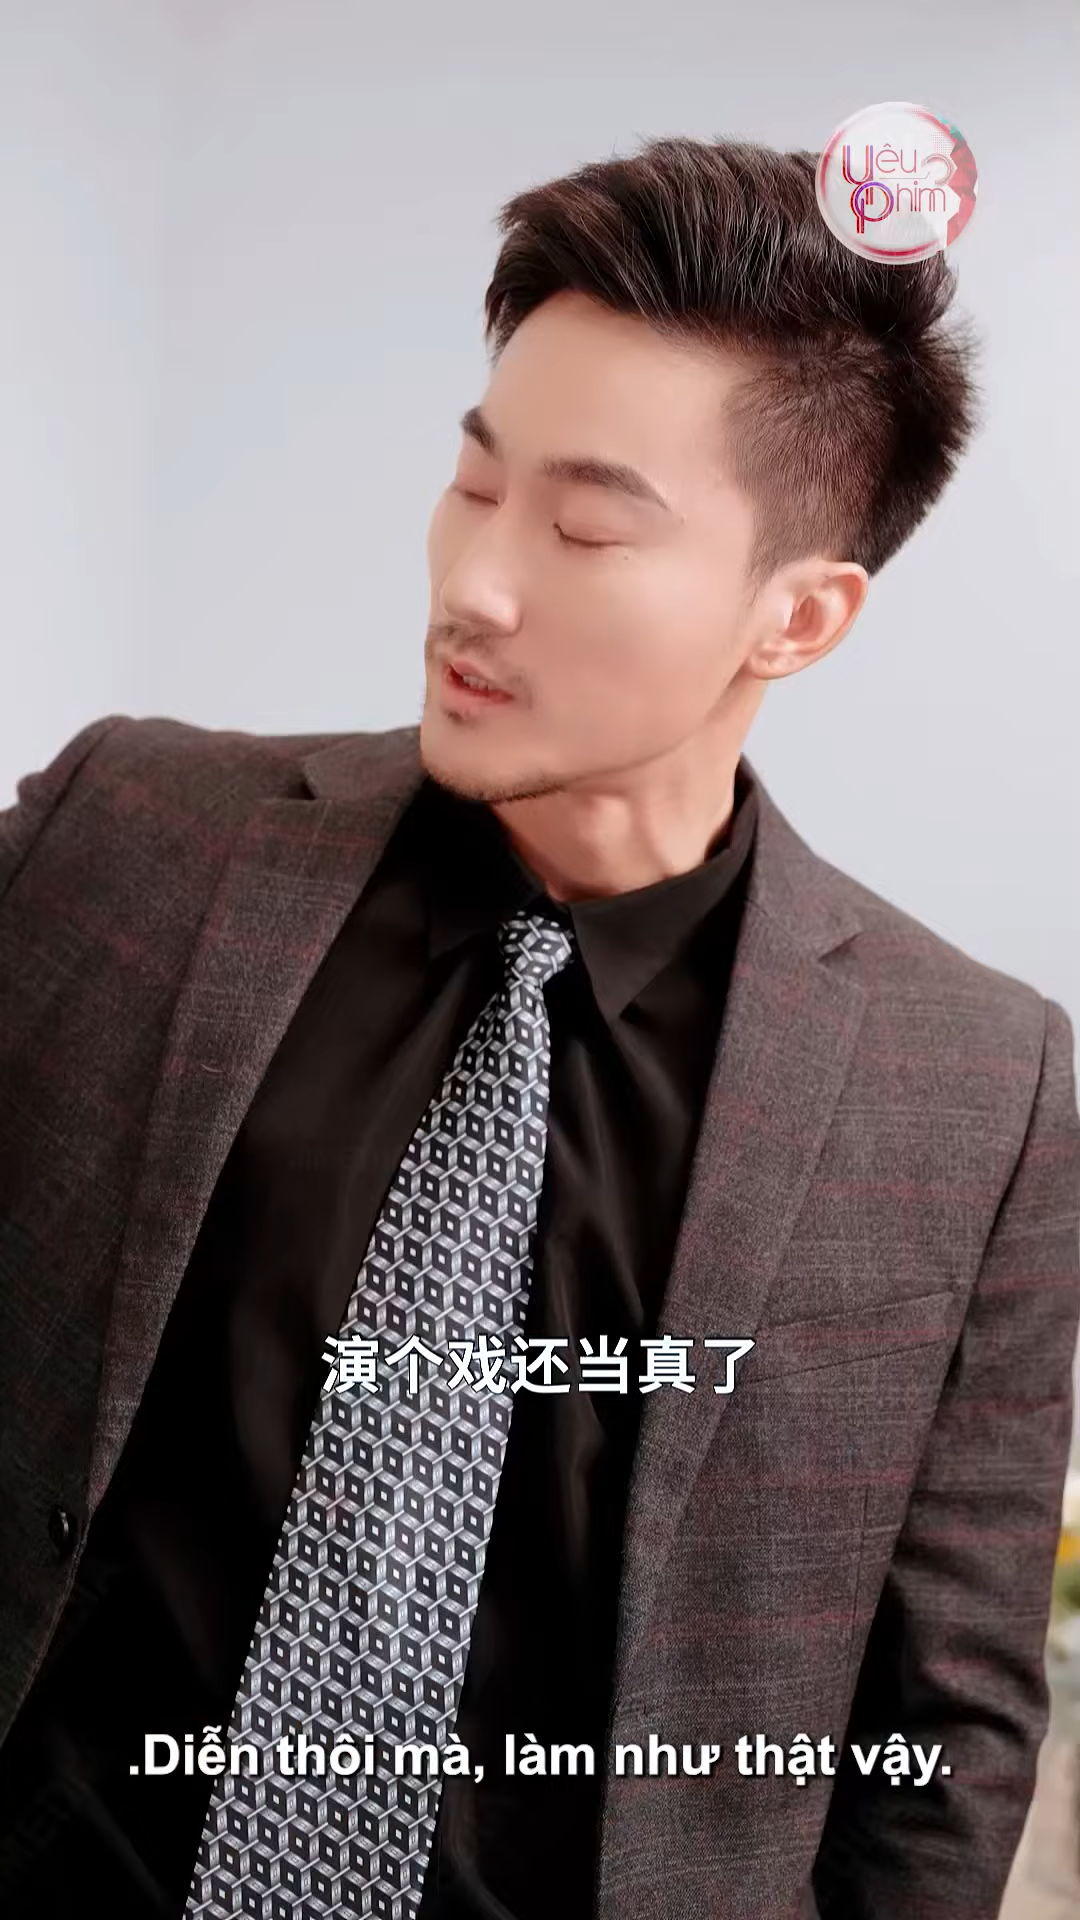 Yêu
Phim
演个戏还当真了
.Diễn thôi mà, làm như thật vậy.